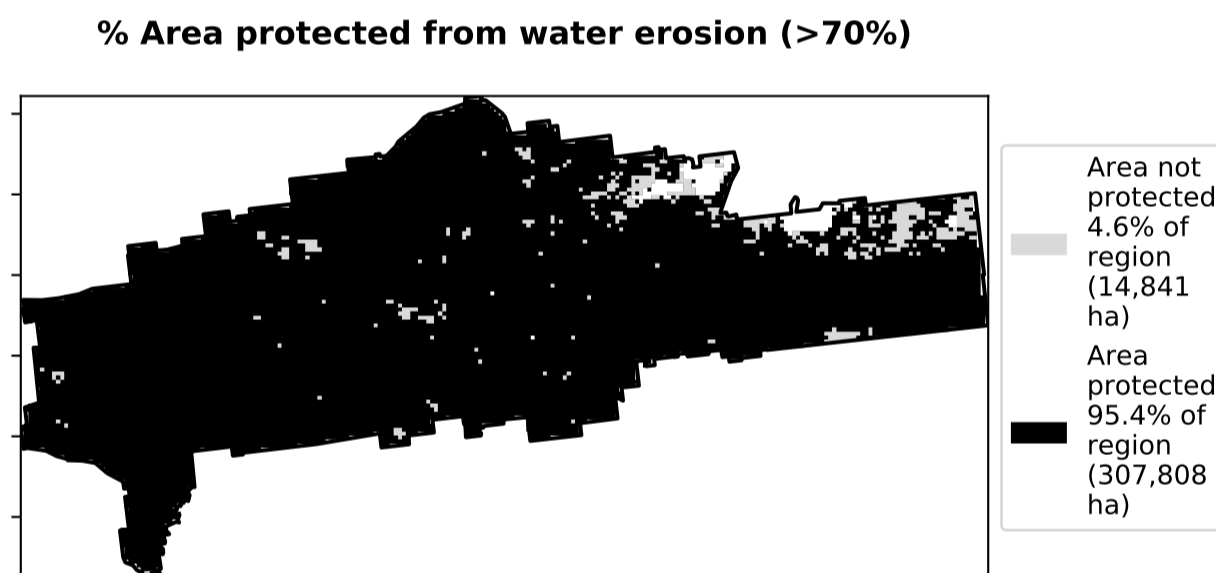 % Area protected from water erosion (>70%)
Area not
protected
4.6% of
region
(14,841
ha)
Area
protected
95.4% of
region
(307,808
ha)